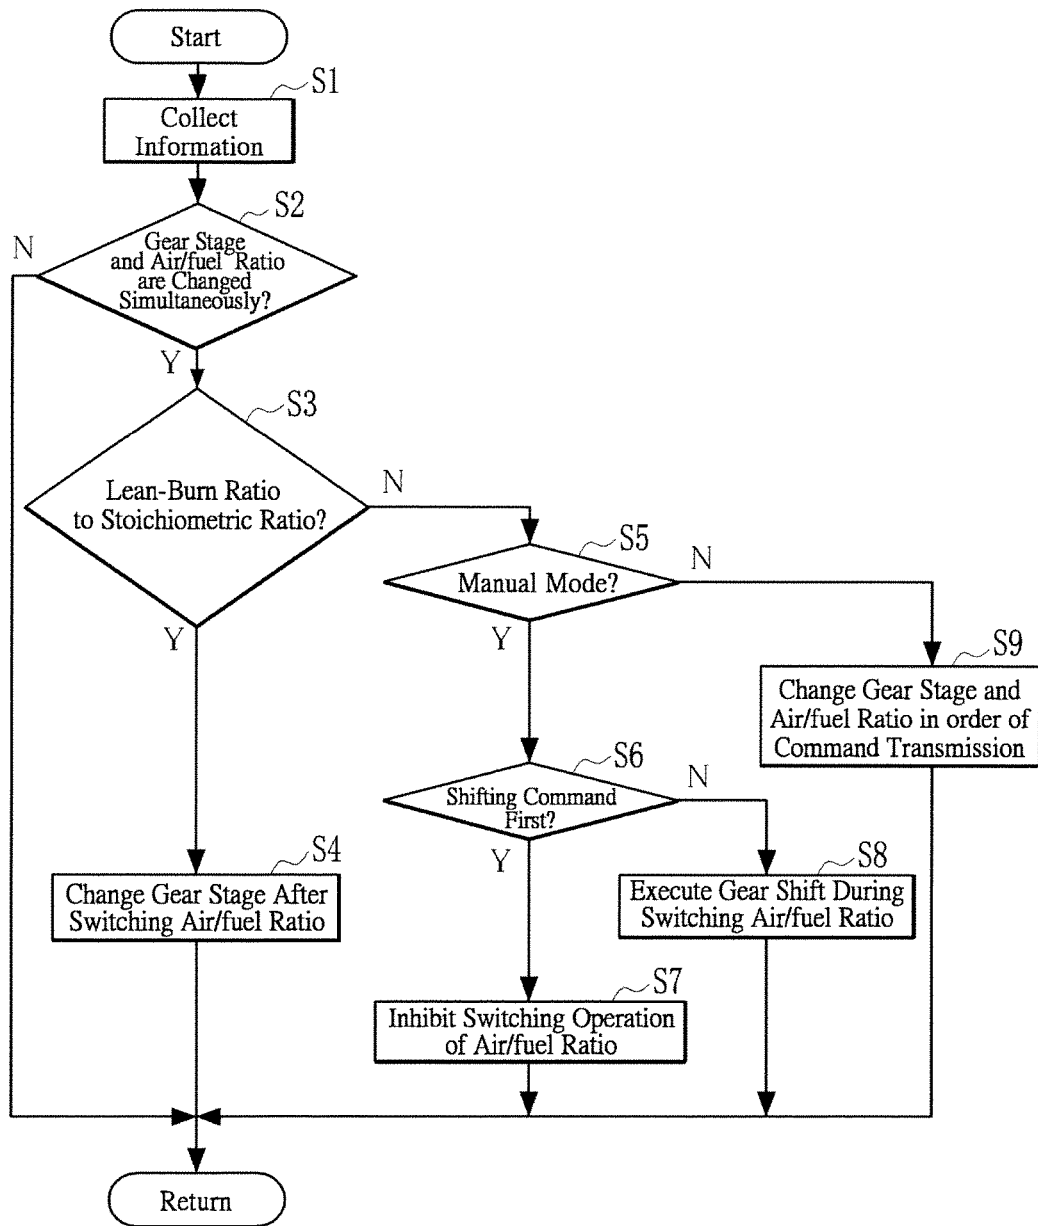 Start
S1
Collect
Information
S2
N
Gear Stage
and Air/fuel Ratio
are Changed
Simultaneously?
Y
S3
Lean-Burn Ratio
to Stoichiometric Ratio?
N
Y
S5
Manual Mode?
N
Y
S9
Change Gear Stage and
Air/fuel Ratio in order of
Command Transmission
S6
Shifting Command
First?
N
Y
S4
Change Gear Stage After
Switching Air/fuel Ratio
S8
Execute Gear Shift During
Switching Air/fuel Ratio
S7
Inhibit Switching Operation
of Air/fuel Ratio
Return